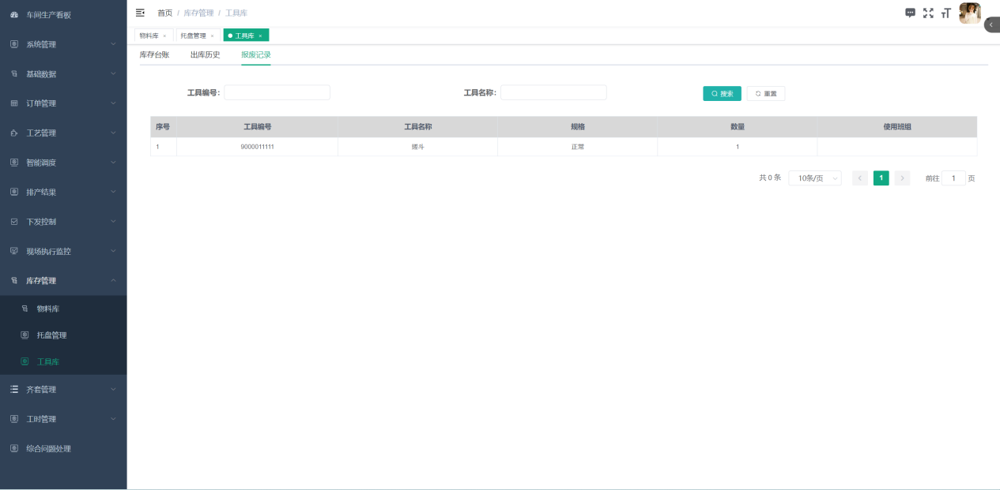 车间生产看板
系统管理
基础数据
订单管理
工艺管理
智能调度
排产结果
下发控制
现场执行监控
库存管理
物料库
托盘管理
工具库
齐套管理
工时管理
综合问题处理
首页 / 库存管理 / 工具库
物料库 × 托盘管理 × 工具库 ×
库存台账 出库历史 报废记录
工具编号: 工具名称: 搜索 重置
序号 工具编号 工具名称 规格 数量 使用班组
1 9000011111 搓斗 正常 1
共 0 条 10条/页 1 前往 1 页